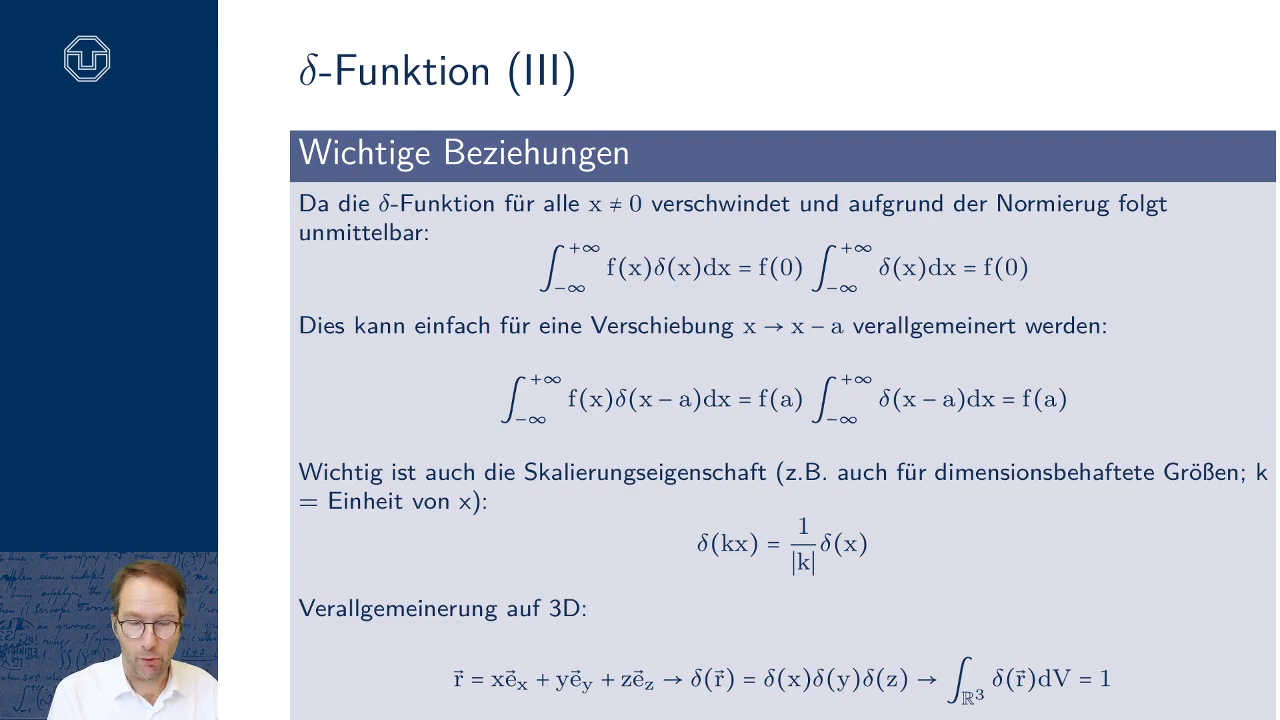 δ-Funktion (III)
Wichtige Beziehungen
Da die δ-Funktion für alle x ≠ 0 verschwindet und aufgrund der Normierug folgt
unmittelbar:
∫_{−∞}^{+∞} f(x)δ(x)dx = f(0) ∫_{−∞}^{+∞} δ(x)dx = f(0)
Dies kann einfach für eine Verschiebung x → x − a verallgemeinert werden:
∫_{−∞}^{+∞} f(x)δ(x − a)dx = f(a) ∫_{−∞}^{+∞} δ(x − a)dx = f(a)
Wichtig ist auch die Skalierungseigenschaft (z.B. auch für dimensionsbehaftete Größen; k
= Einheit von x):
δ(kx) = 1/|k| δ(x)
Verallgemeinerung auf 3D:
r⃗ = xe⃗_x + ye⃗_y + ze⃗_z → δ(r⃗) = δ(x)δ(y)δ(z) → ∫_{ℝ³} δ(r⃗)dV = 1